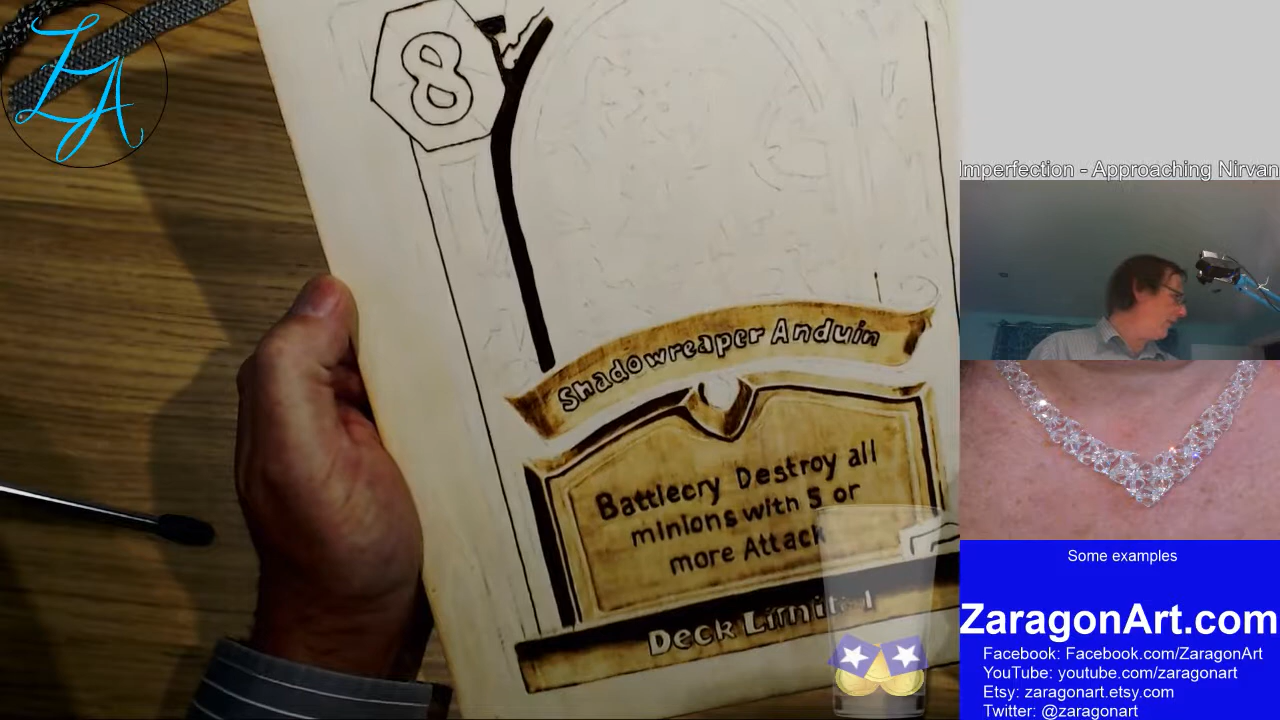 ZA
8
Shadowreaper Anduin
Battlecry Destroy all
minions with 5 or
more Attack
Deck Limited
Imperfection - Approaching Nirvan
Some examples
ZaragonArt.com
Facebook: Facebook.com/ZaragonArt
YouTube: youtube.com/zaragonart
Etsy: zaragonart.etsy.com
Twitter: @zaragonart